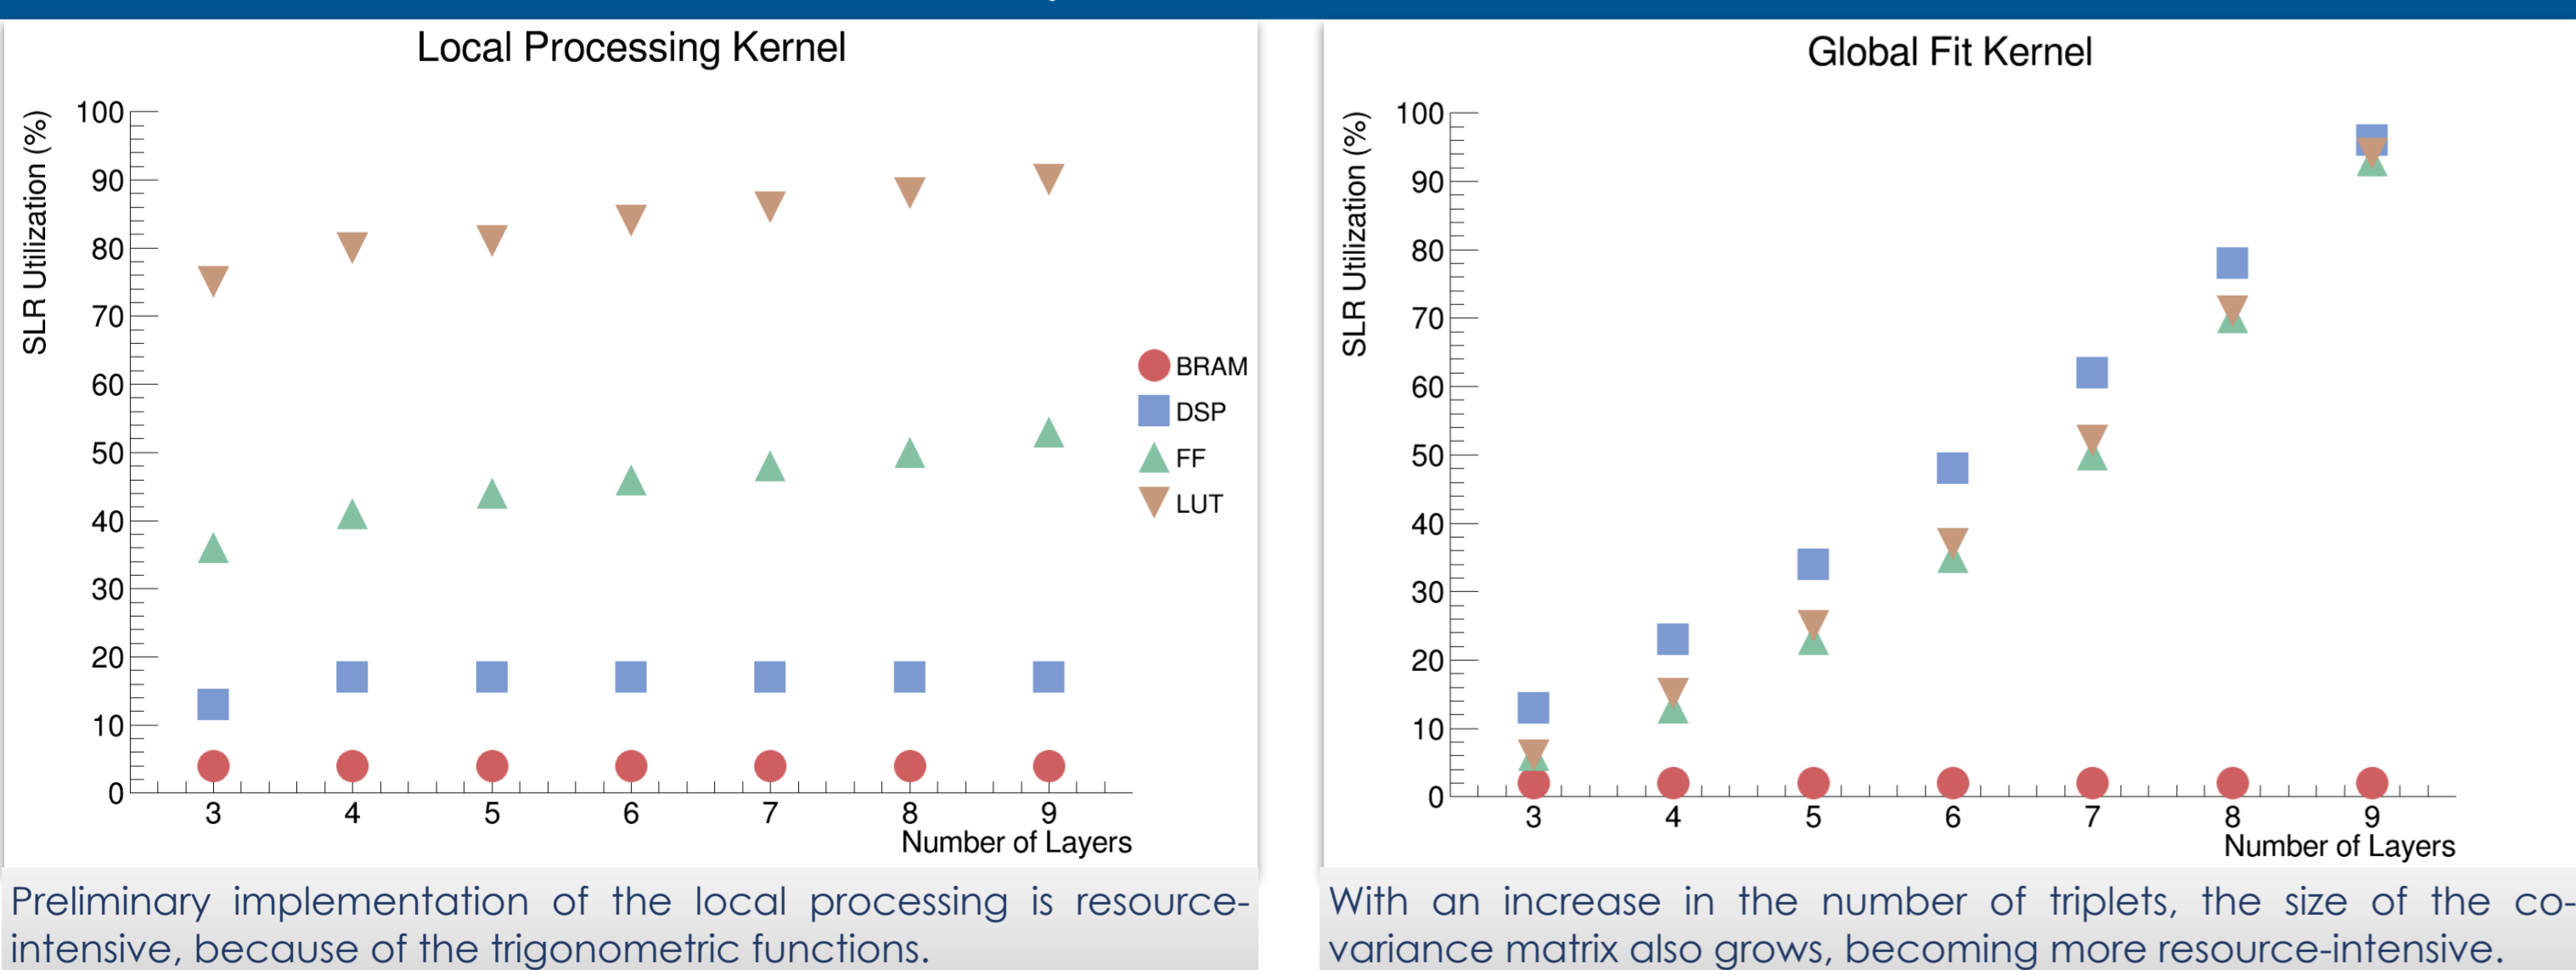 Local Processing Kernel
SLR Utilization (%)
100
90
80
70
60
50
40
30
20
10
0
3 4 5 6 7 8 9
Number of Layers
BRAM
DSP
FF
LUT
Preliminary implementation of the local processing is resource-
intensive, because of the trigonometric functions.
Global Fit Kernel
SLR Utilization (%)
100
90
80
70
60
50
40
30
20
10
0
3 4 5 6 7 8 9
Number of Layers
With an increase in the number of triplets, the size of the co-
variance matrix also grows, becoming more resource-intensive.